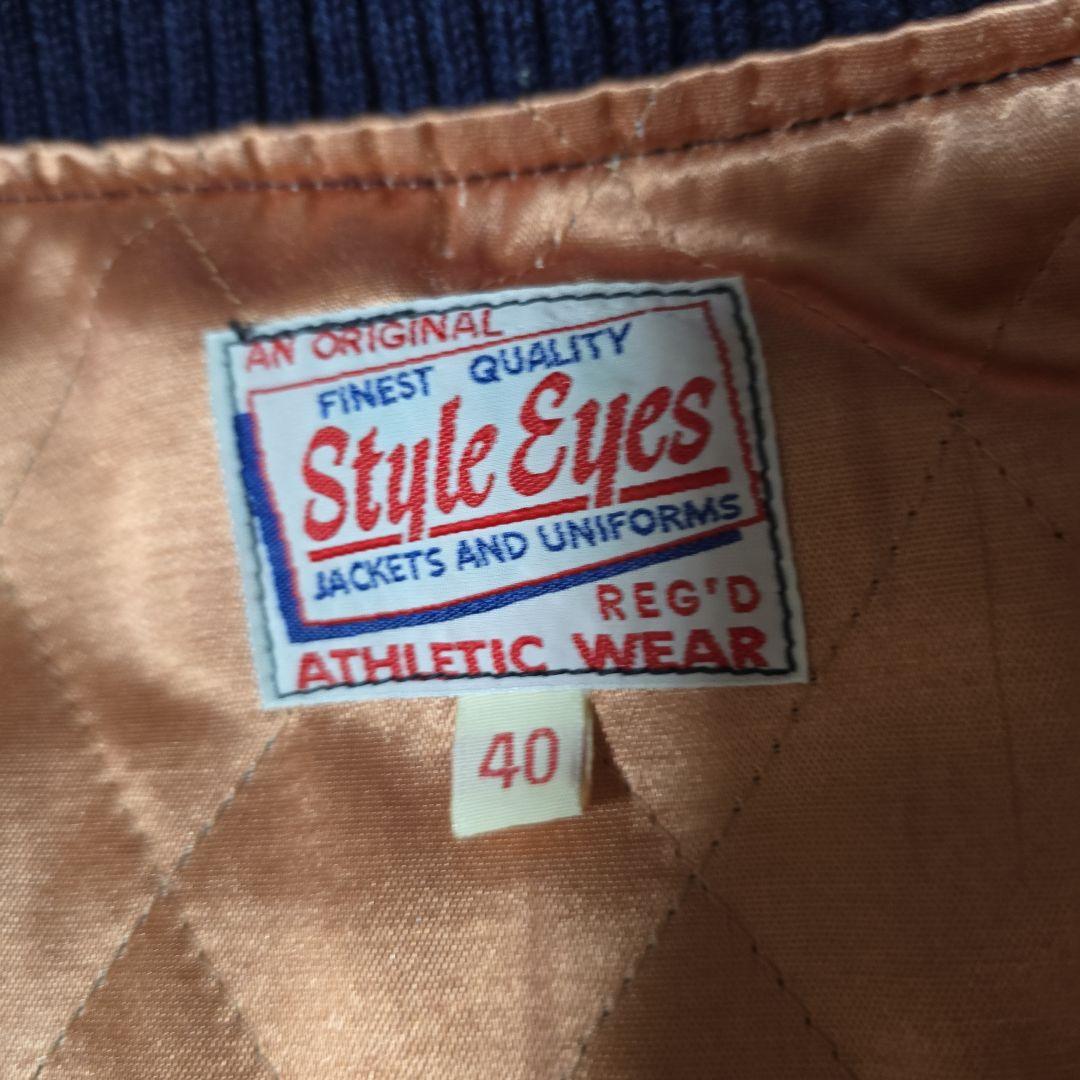 AN ORIGINAL
FINEST QUALITY
Style Eyes
JACKETS AND UNIFORMS
REG'D
ATHLETIC WEAR
40